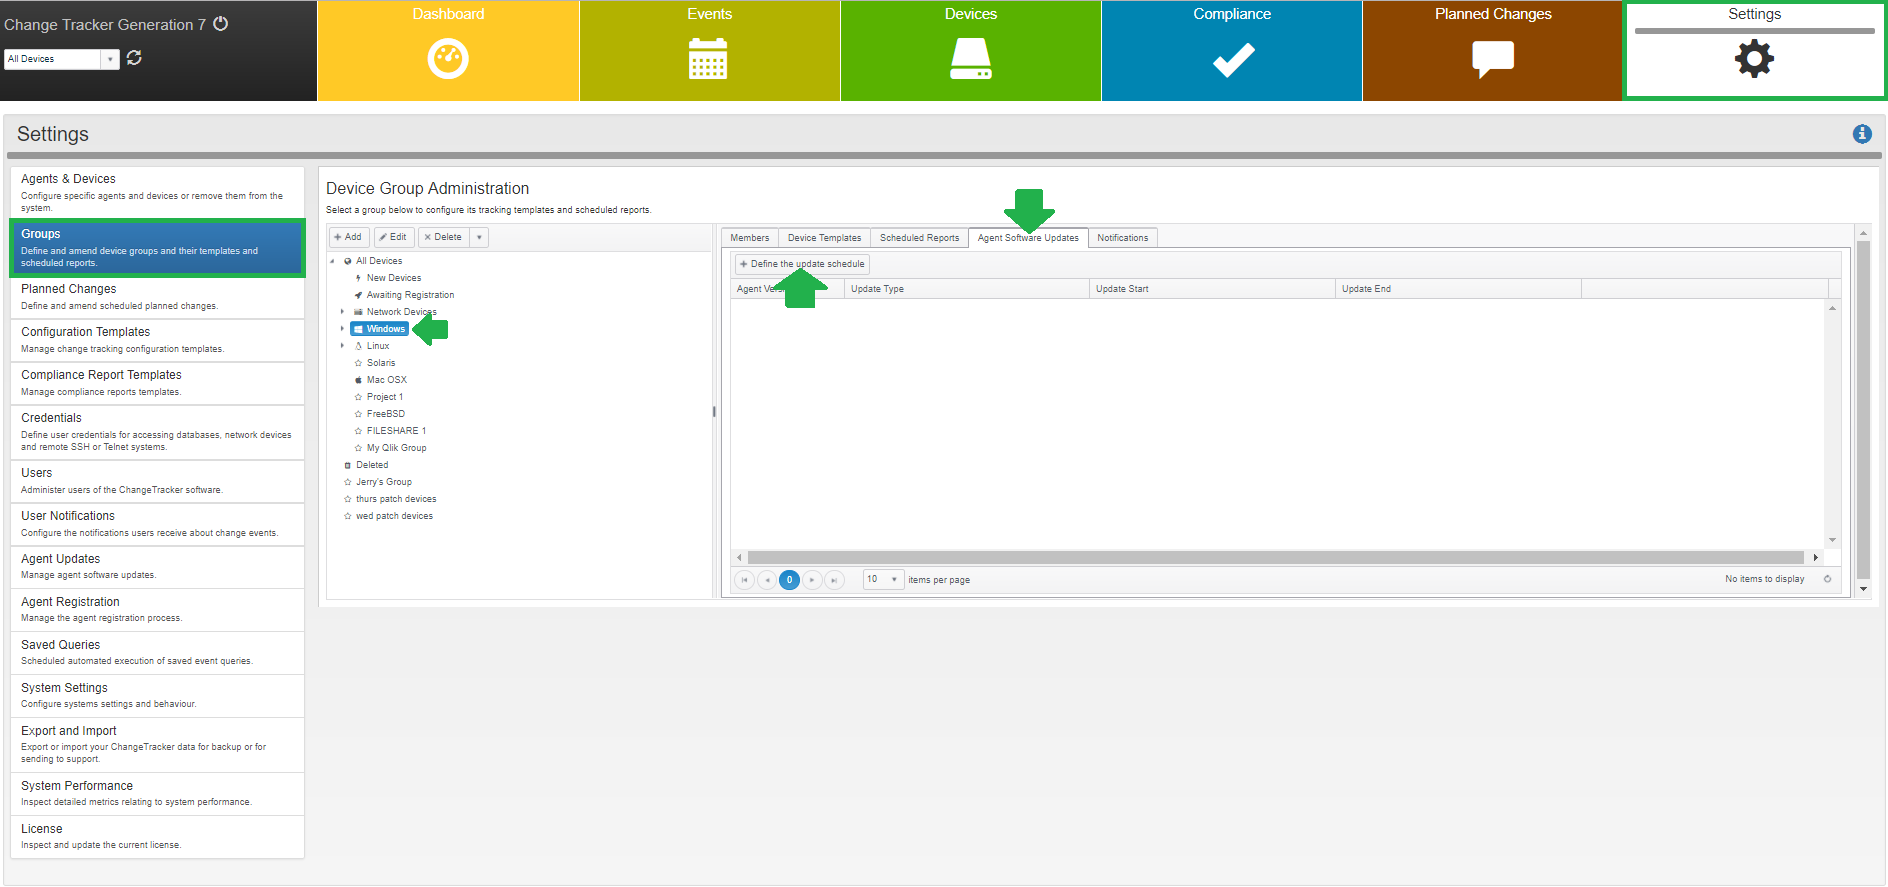 Change Tracker Generation 7
All Devices
Dashboard
Events
Devices
Compliance
Planned Changes
Settings
Settings
Agents & Devices
Configure specific agents and devices or remove them from the
system.
Groups
Define and amend device groups and their templates and
scheduled reports.
Planned Changes
Define and amend scheduled planned changes.
Configuration Templates
Manage change tracking configuration templates.
Compliance Report Templates
Manage compliance reports templates.
Credentials
Define user credentials for accessing databases, network devices
and remote SSH or Telnet systems.
Users
Administer users of the ChangeTracker software.
User Notifications
Configure the notifications users receive about change events.
Agent Updates
Manage agent software updates.
Agent Registration
Manage the agent registration process.
Saved Queries
Scheduled automated execution of saved event queries.
System Settings
Configure systems settings and behaviour.
Export and Import
Export or import your ChangeTracker data for backup or for
sending to support.
System Performance
Inspect detailed metrics relating to system performance.
License
Inspect and update the current license.
Device Group Administration
Select a group below to configure its tracking templates and scheduled reports.
Add Edit Delete
All Devices
New Devices
Awaiting Registration
Network Devices
Windows
Linux
Solaris
Mac OSX
Project 1
FreeBSD
FILESHARE 1
My Qlik Group
Deleted
Jerry's Group
thurs patch devices
wed patch devices
Members Device Templates Scheduled Reports Agent Software Updates Notifications
+ Define the update schedule
Agent Update Type Update Start Update End
0 10 items per page No items to display